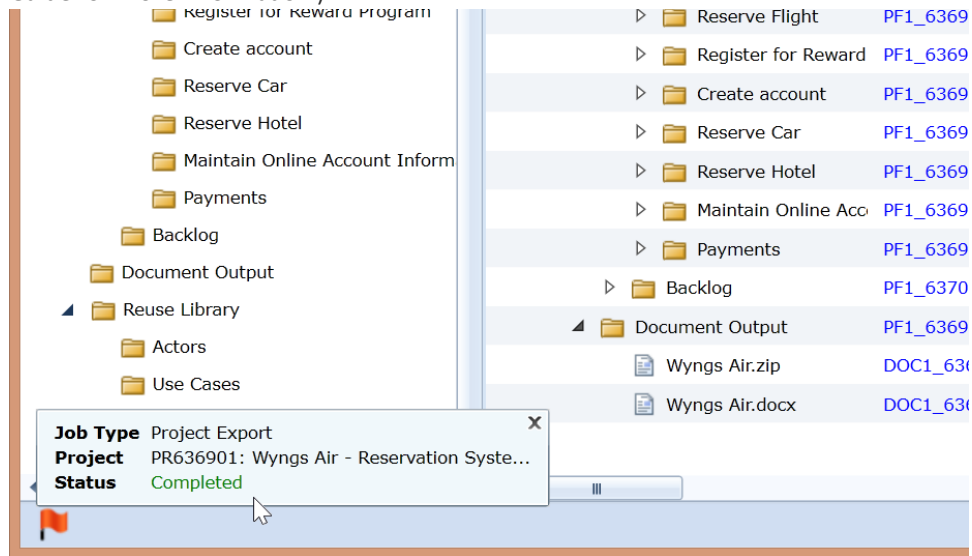 Register for Reward Program
Create account
Reserve Car
Reserve Hotel
Maintain Online Account Inform
Payments
Backlog
Document Output
Reuse Library
Actors
Use Cases
Reserve Flight PF1_6369
Register for Reward PF1_6369
Create account PF1_6369
Reserve Car PF1_6369
Reserve Hotel PF1_6369
Maintain Online Acc PF1_6369
Payments PF1_6369
Backlog PF1_6370
Document Output PF1_6369
Wyngs Air.zip DOC1_636
Wyngs Air.docx DOC1_636
Job Type Project Export
Project PR636901: Wyngs Air - Reservation Syste...
Status Completed